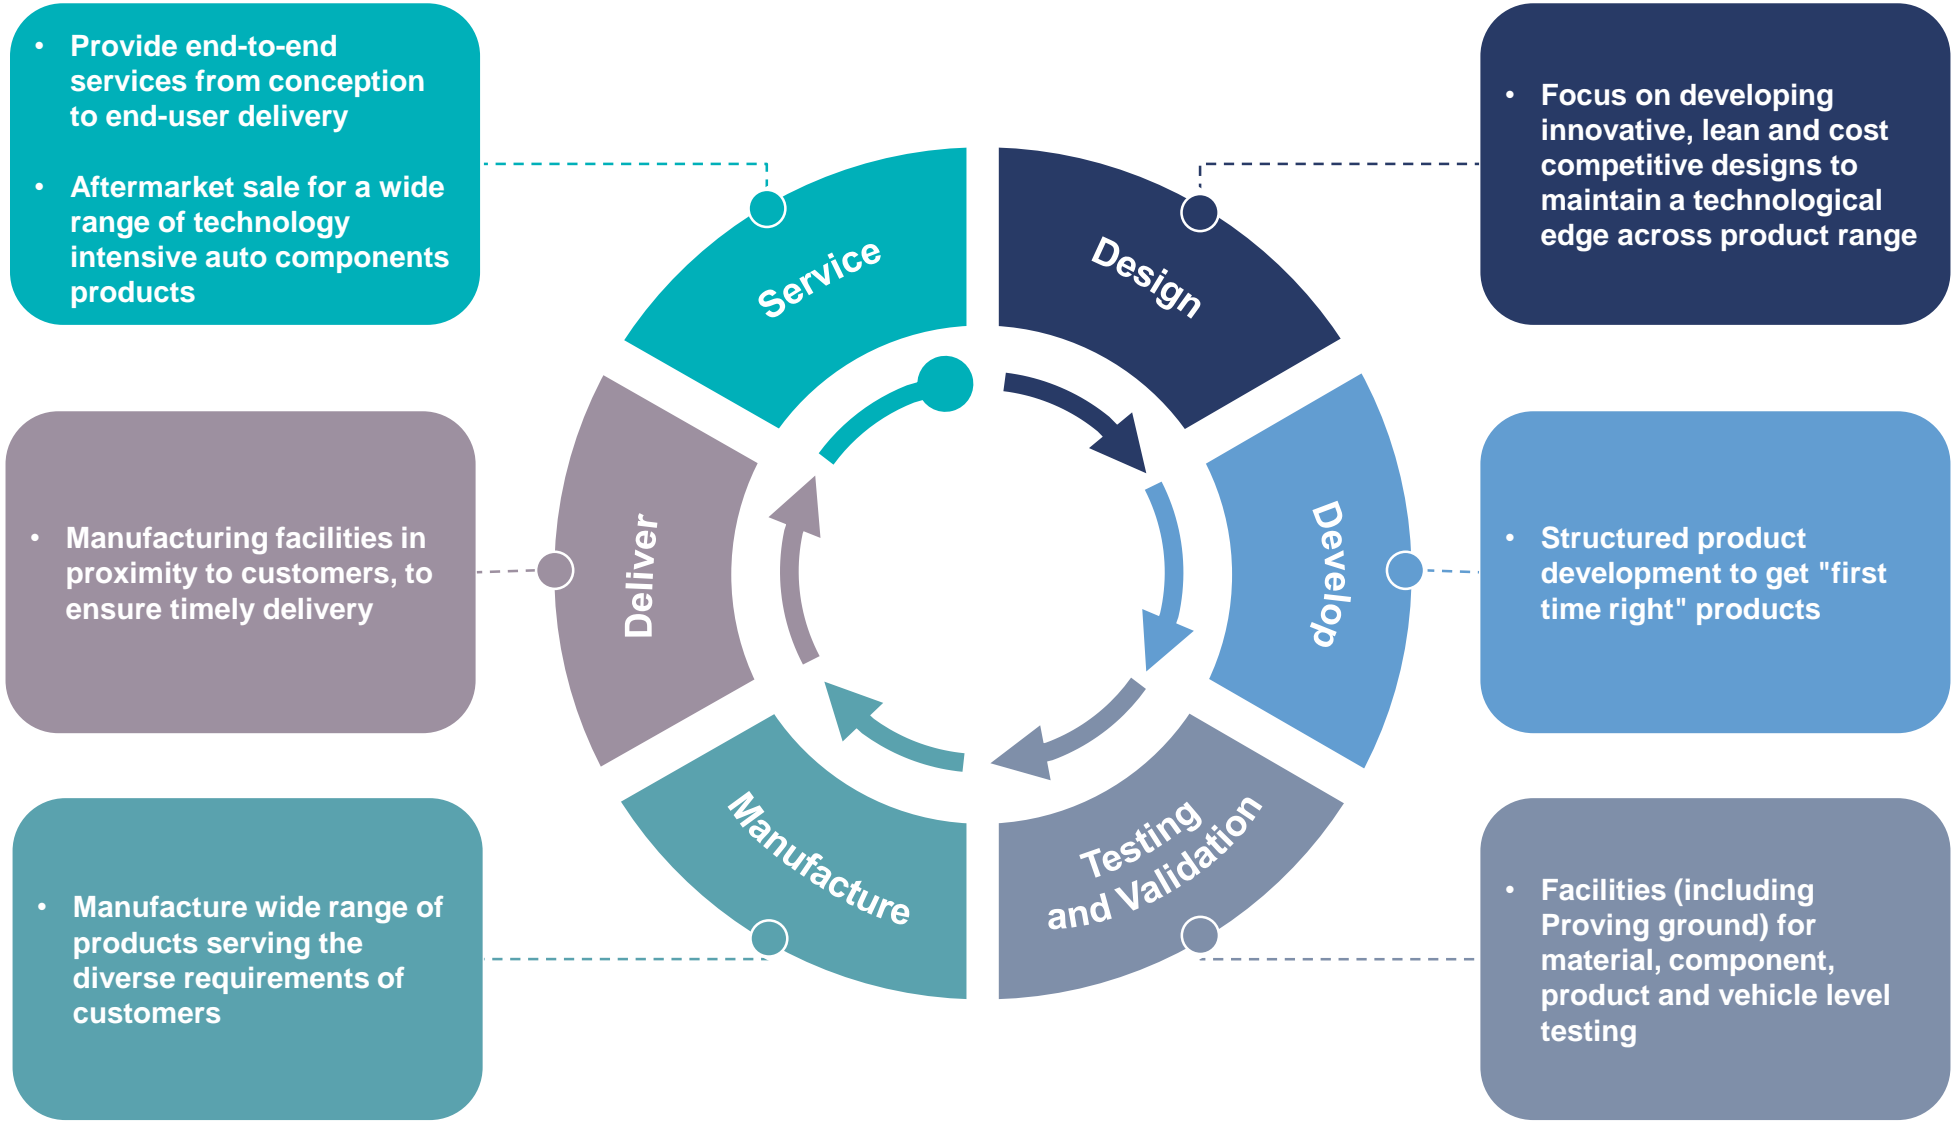 • Provide end-to-end
services from conception
to end-user delivery
• Aftermarket sale for a wide
range of technology
intensive auto components
products
• Focus on developing
innovative, lean and cost
competitive designs to
maintain a technological
edge across product range
Service
Design
• Manufacturing facilities in
proximity to customers, to
ensure timely delivery
Deliver
Develop
• Structured product
development to get "first
time right" products
• Manufacture wide range of
products serving the
diverse requirements of
customers
Manufacture
Testing
and Validation
• Facilities (including
Proving ground) for
material, component,
product and vehicle level
testing